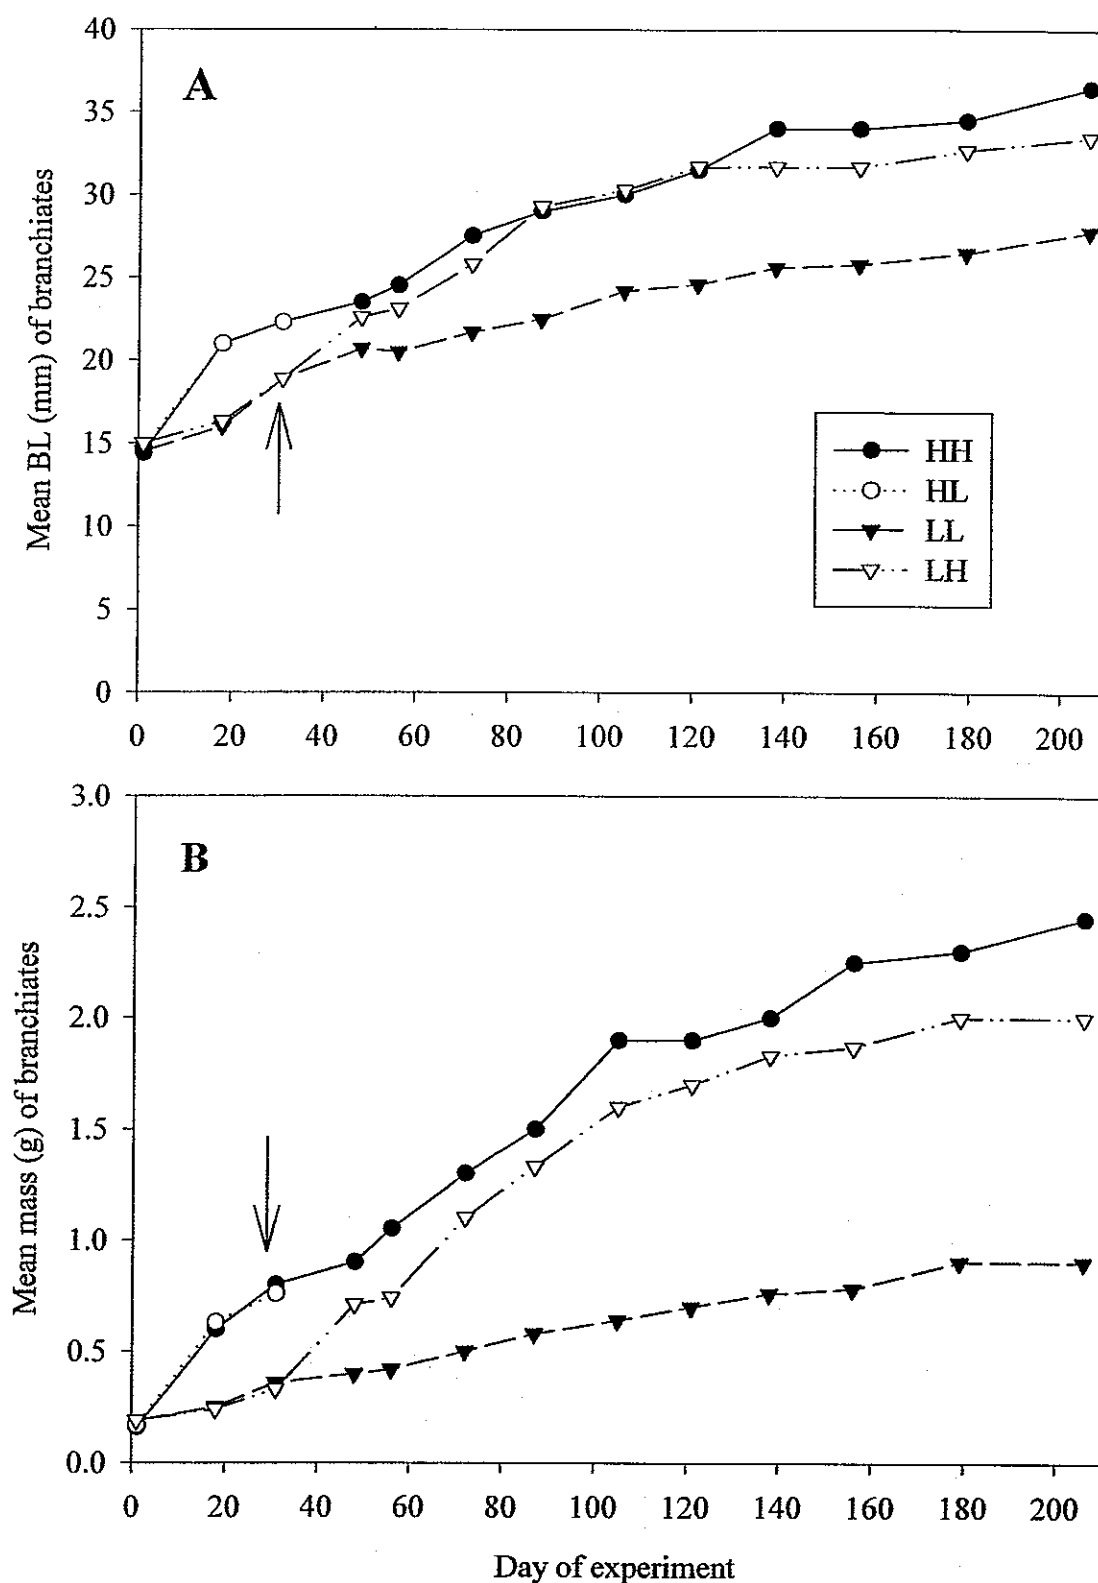 40
A
35
30
25
20
15
10
5
0
Mean BL (mm) of branchiates
HH
HL
LL
LH
0 20 40 60 80 100 120 140 160 180 200
3.0
B
2.5
2.0
1.5
1.0
0.5
0.0
Mean mass (g) of branchiates
0 20 40 60 80 100 120 140 160 180 200
Day of experiment